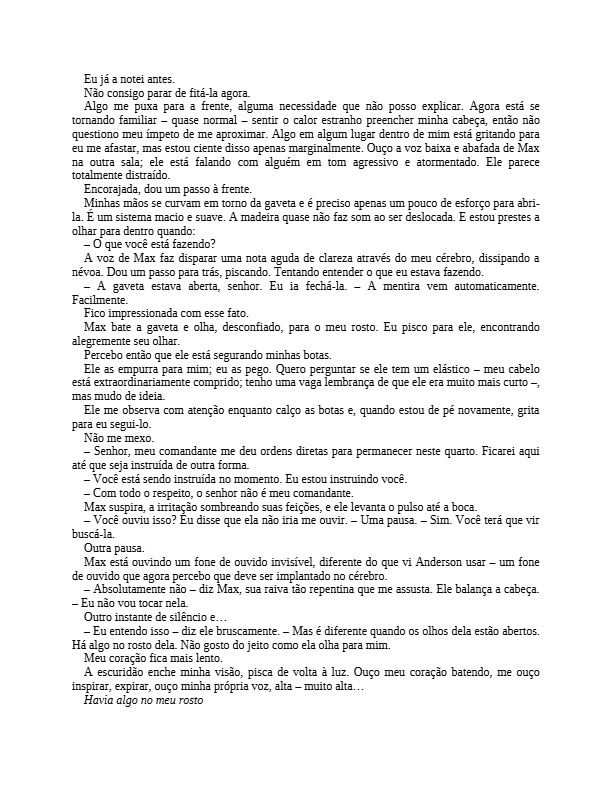 Eu já a notei antes.
Não consigo parar de fitá-la agora.
Algo me puxa para a frente, alguma necessidade que não posso explicar. Agora está se
tornando familiar – quase normal – sentir o calor estranho preencher minha cabeça, então não
questiono meu ímpeto de me aproximar. Algo em algum lugar dentro de mim está gritando para
eu me afastar, mas estou ciente disso apenas marginalmente. Ouço a voz baixa e abafada de Max
na outra sala; ele está falando com alguém em tom agressivo e atormentado. Ele parece
totalmente distraído.
Encorajada, dou um passo à frente.
Minhas mãos se curvam em torno da gaveta e é preciso apenas um pouco de esforço para abri-
la. É um sistema macio e suave. A madeira quase não faz som ao ser deslocada. E estou prestes a
olhar para dentro quando:
– O que você está fazendo?
A voz de Max faz disparar uma nota aguda de clareza através do meu cérebro, dissipando a
névoa. Dou um passo para trás, piscando. Tentando entender o que eu estava fazendo.
– A gaveta estava aberta, senhor. Eu ia fechá-la. – A mentira vem automaticamente.
Facilmente.
Fico impressionada com esse fato.
Max bate a gaveta e olha, desconfiado, para o meu rosto. Eu pisco para ele, encontrando
alegremente seu olhar.
Percebo então que ele está segurando minhas botas.
Ele as empurra para mim; eu as pego. Quero perguntar se ele tem um elástico – meu cabelo
está extraordinariamente comprido; tenho uma vaga lembrança de que ele era muito mais curto –,
mas mudo de ideia.
Ele me observa com atenção enquanto calço as botas e, quando estou de pé novamente, grita
para eu segui-lo.
Não me mexo.
– Senhor, meu comandante me deu ordens diretas para permanecer neste quarto. Ficarei aqui
até que seja instruída de outra forma.
– Você está sendo instruída no momento. Eu estou instruindo você.
– Com todo o respeito, o senhor não é meu comandante.
Max suspira, a irritação sombreando suas feições, e ele levanta o pulso até a boca.
– Você ouviu isso? Eu disse que ela não iria me ouvir. – Uma pausa. – Sim. Você terá que vir
buscá-la.
Outra pausa.
Max está ouvindo um fone de ouvido invisível, diferente do que vi Anderson usar – um fone
de ouvido que agora percebo que deve ser implantado no cérebro.
– Absolutamente não – diz Max, sua raiva tão repentina que me assusta. Ele balança a cabeça.
– Eu não vou tocar nela.
Outro instante de silêncio e…
– Eu entendo isso – diz ele bruscamente. – Mas é diferente quando os olhos dela estão abertos.
Há algo no rosto dela. Não gosto do jeito como ela olha para mim.
Meu coração fica mais lento.
A escuridão enche minha visão, pisca de volta à luz. Ouço meu coração batendo, me ouço
inspirar, expirar, ouço minha própria voz, alta – muito alta…
Havia algo no meu rosto